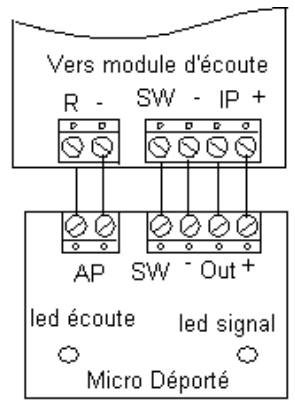 Vers module d'écoute
R - SW - IP +
AP SW - Out +
led écoute led signal
Micro Déporté